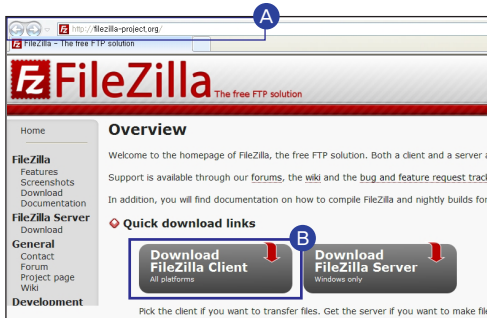 A
http://filezilla-project.org/
FZ FileZilla - The free FTP solution
FZ FileZilla The free FTP solution
Home
FileZilla
Features
Screenshots
Download
Documentation
FileZilla Server
Download
General
Contact
Forum
Project page
Wiki
Development
Overview
Welcome to the homepage of FileZilla, the free FTP solution. Both a client and a server a
Support is available through our forums, the wiki and the bug and feature request track
In addition, you will find documentation on how to compile FileZilla and nightly builds for
Quick download links
B
Download
FileZilla Client
All platforms
Download
FileZilla Server
Windows only
Pick the client if you want to transfer files. Get the server if you want to make file